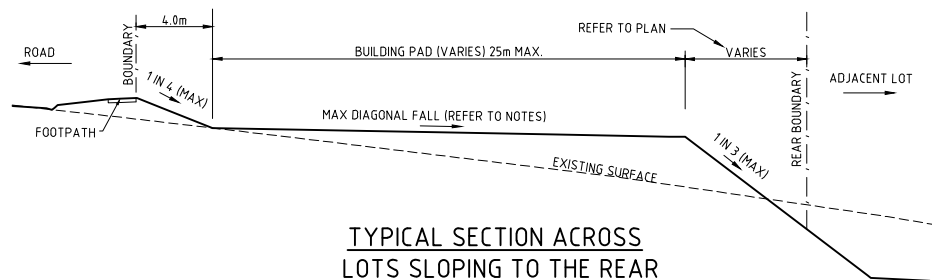 4.0m
REFER TO PLAN
ROAD
BOUNDARY
BUILDING PAD (VARIES) 25m MAX.
VARIES
ADJACENT LOT
1 IN 4 (MAX)
REAR BOUNDARY
FOOTPATH
MAX DIAGONAL FALL (REFER TO NOTES)
1 IN 3 (MAX)
EXISTING SURFACE
TYPICAL SECTION ACROSS
LOTS SLOPING TO THE REAR